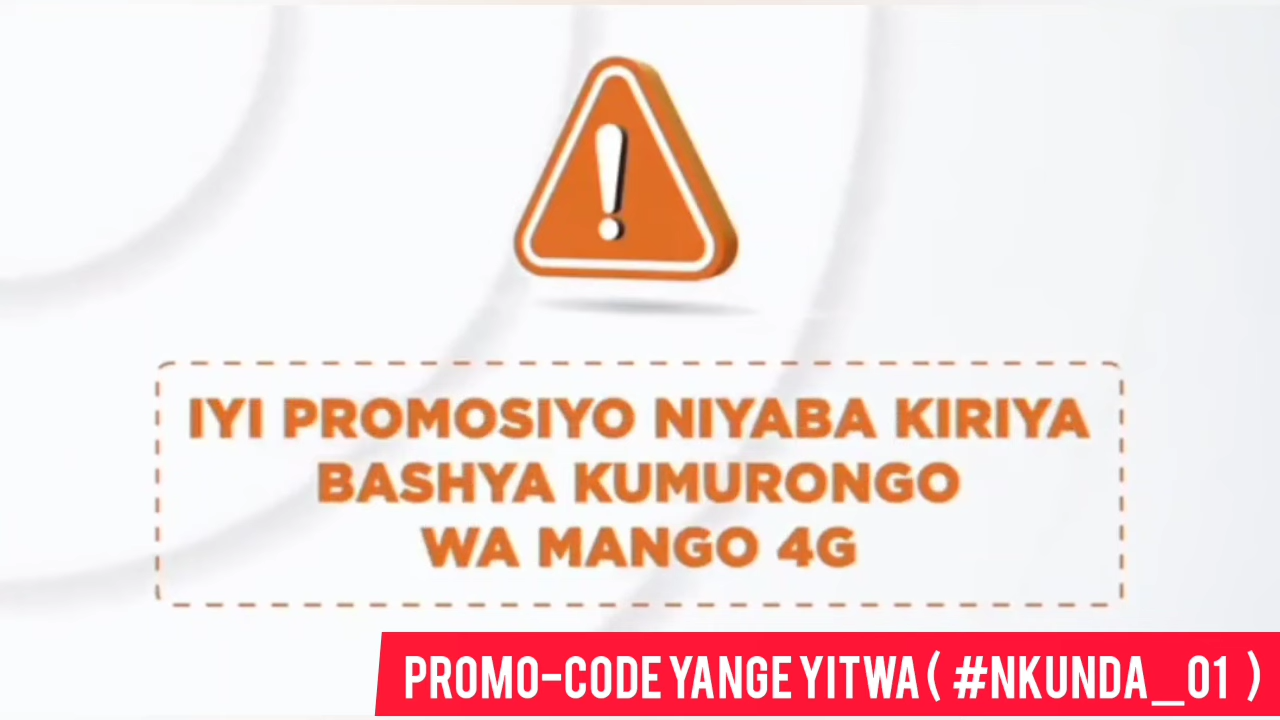 IYI PROMOSIYO NIYABA KIRIYA
BASHYA KUMURONGO
WA MANGO 4G
PROMO-CODE YANGE YITWA ( #NKUNDA_01 )